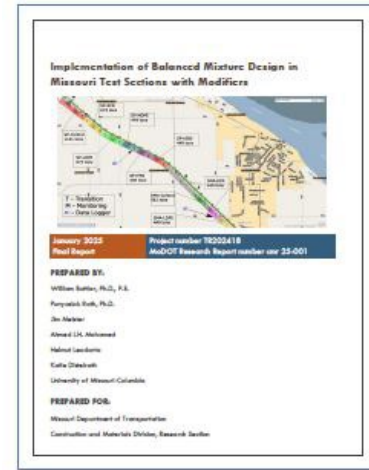 Implementation of Balanced Mixture Design in
Missouri Test Sections with Modifiers
T – Transition
M – Monitoring
– Data Logger
January 2025
Final Report
Project number TR202418
MoDOT Research Report number cmr 25-001
PREPARED BY:
William Buttlar, Ph.D., P.E.
Punyaslok Rath, Ph.D.
Jim Meister
Ahmed I.H. Mohamed
Helmut Leodarta
University of Missouri-Columbia
PREPARED FOR:
Missouri Department of Transportation
Construction and Materials Division, Research Section